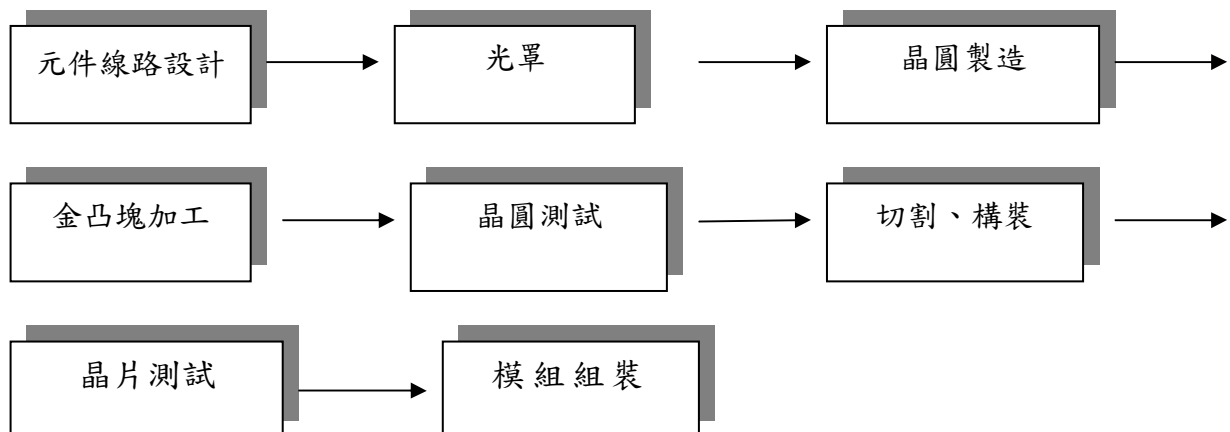 元件線路設計
光罩
晶圓製造
金凸塊加工
晶圓測試
切割、構裝
晶片測試
模組組裝